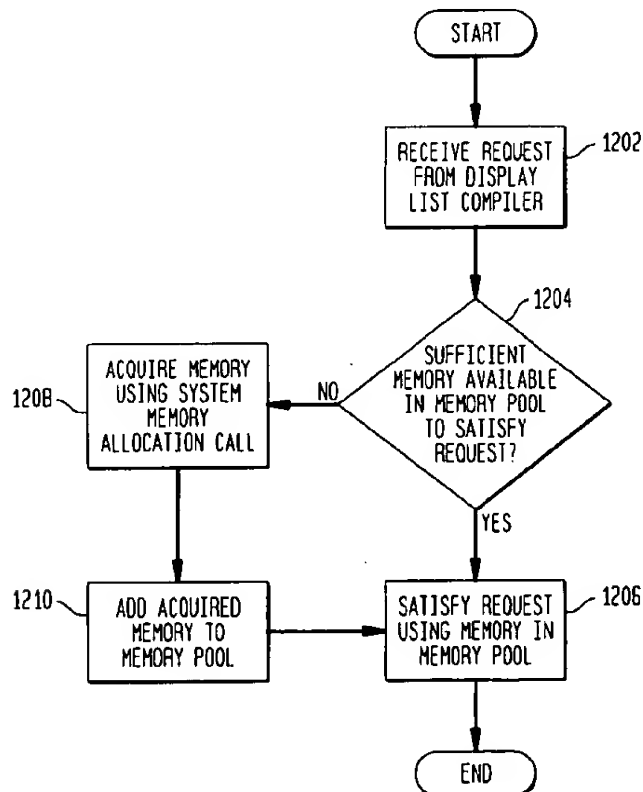 START
1202
RECEIVE REQUEST
FROM DISPLAY
LIST COMPILER
1204
SUFFICIENT
MEMORY AVAILABLE
IN MEMORY POOL
TO SATISFY
REQUEST?
NO
YES
1208
ACQUIRE MEMORY
USING SYSTEM
MEMORY
ALLOCATION CALL
1210
ADD ACQUIRED
MEMORY TO
MEMORY POOL
1206
SATISFY REQUEST
USING MEMORY IN
MEMORY POOL
END